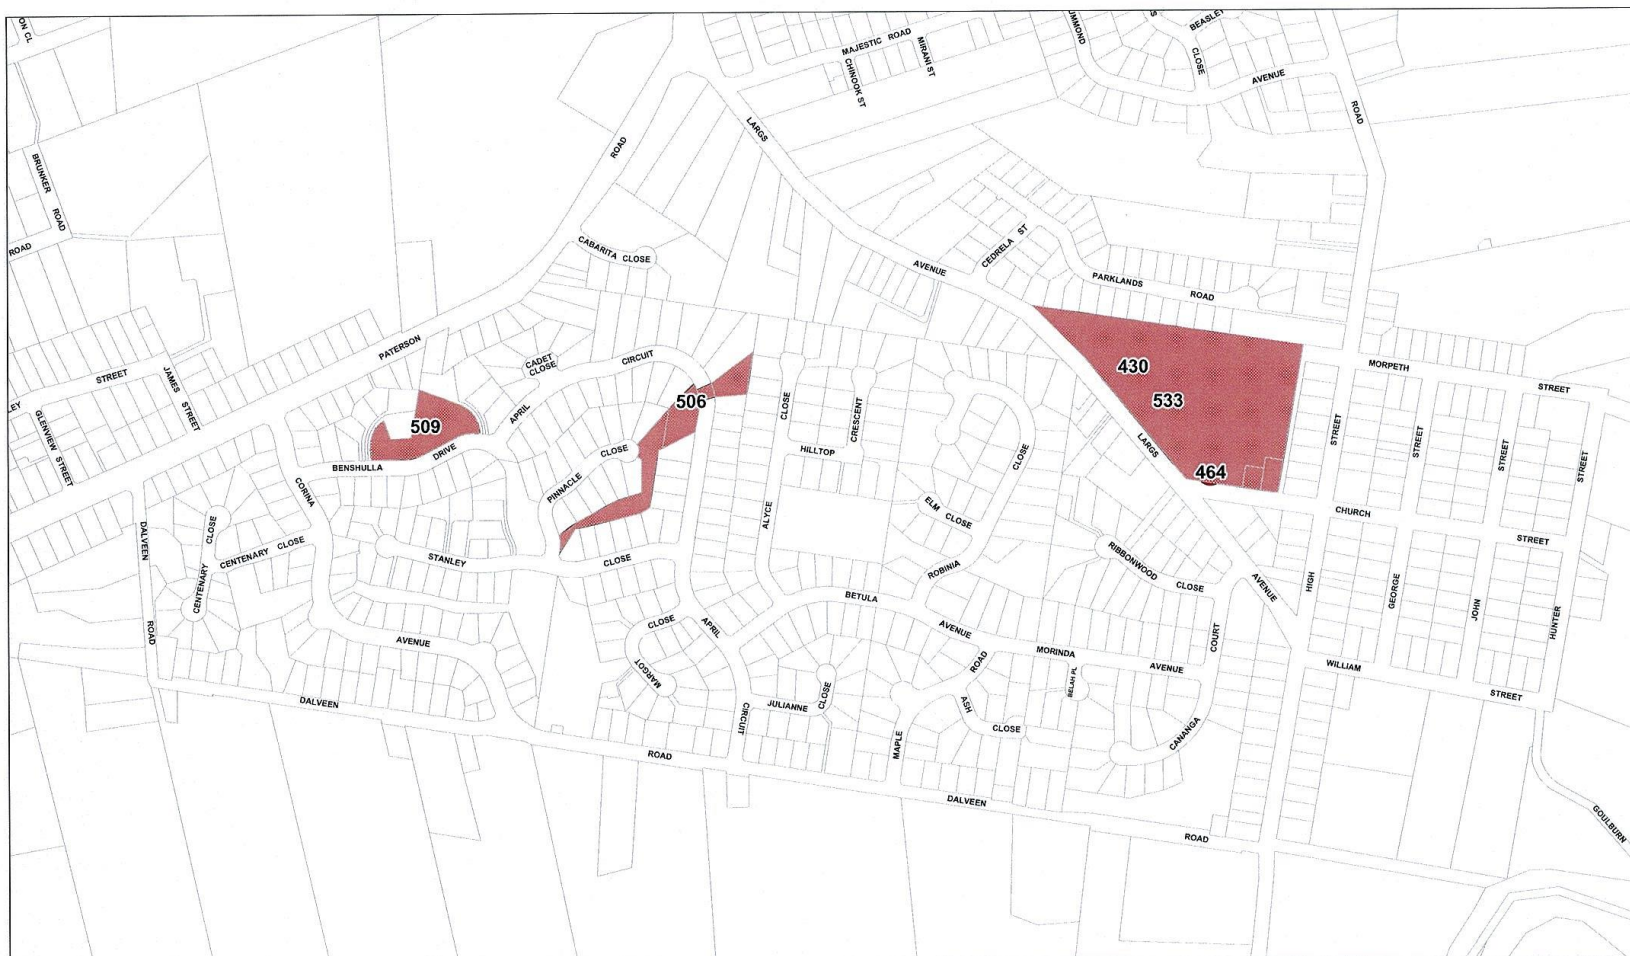 ON CL
MAJESTIC ROAD
MIRANI ST
CHINOOK ST
BEASLEY
CLOSE
AVENUE
ROAD
LARGS
ROAD
BRUNKER
ROAD
ROAD
CABARITA CLOSE
AVENUE
CEDRELA ST
PARKLANDS
ROAD
PATERSON
CADET
CLOSE
CIRCUIT
430
533
MORPETH
STREET
STREET
JAMES
STREET
GLENVIEW
STREET
506
509
APRIL
CLOSE
CRESCENT
HILLTOP
BENSHULLA
DRIVE
PINNACLE
CLOSE
CLOSE
LARGS
464
STREET
STREET
STREET
STREET
CHURCH
STREET
CORINA
DALVEEN
CLOSE
CENTENARY CLOSE
CENTENARY
STANLEY
CLOSE
ALYCE
ELM CLOSE
ROBINIA
RIBBONWOOD
CLOSE
AVENUE
HIGH
GEORGE
JOHN
HUNTER
ROAD
AVENUE
CLOSE
MARGOT
APRIL
BETULA
AVENUE
MORINDA
AVENUE
COURT
WILLIAM
STREET
DALVEEN
CIRCUIT
JULIANNE
CLOSE
ROAD
ASH
CLOSE
BELAH PL
CANANGA
MAPLE
ROAD
DALVEEN
ROAD
GOULBURN